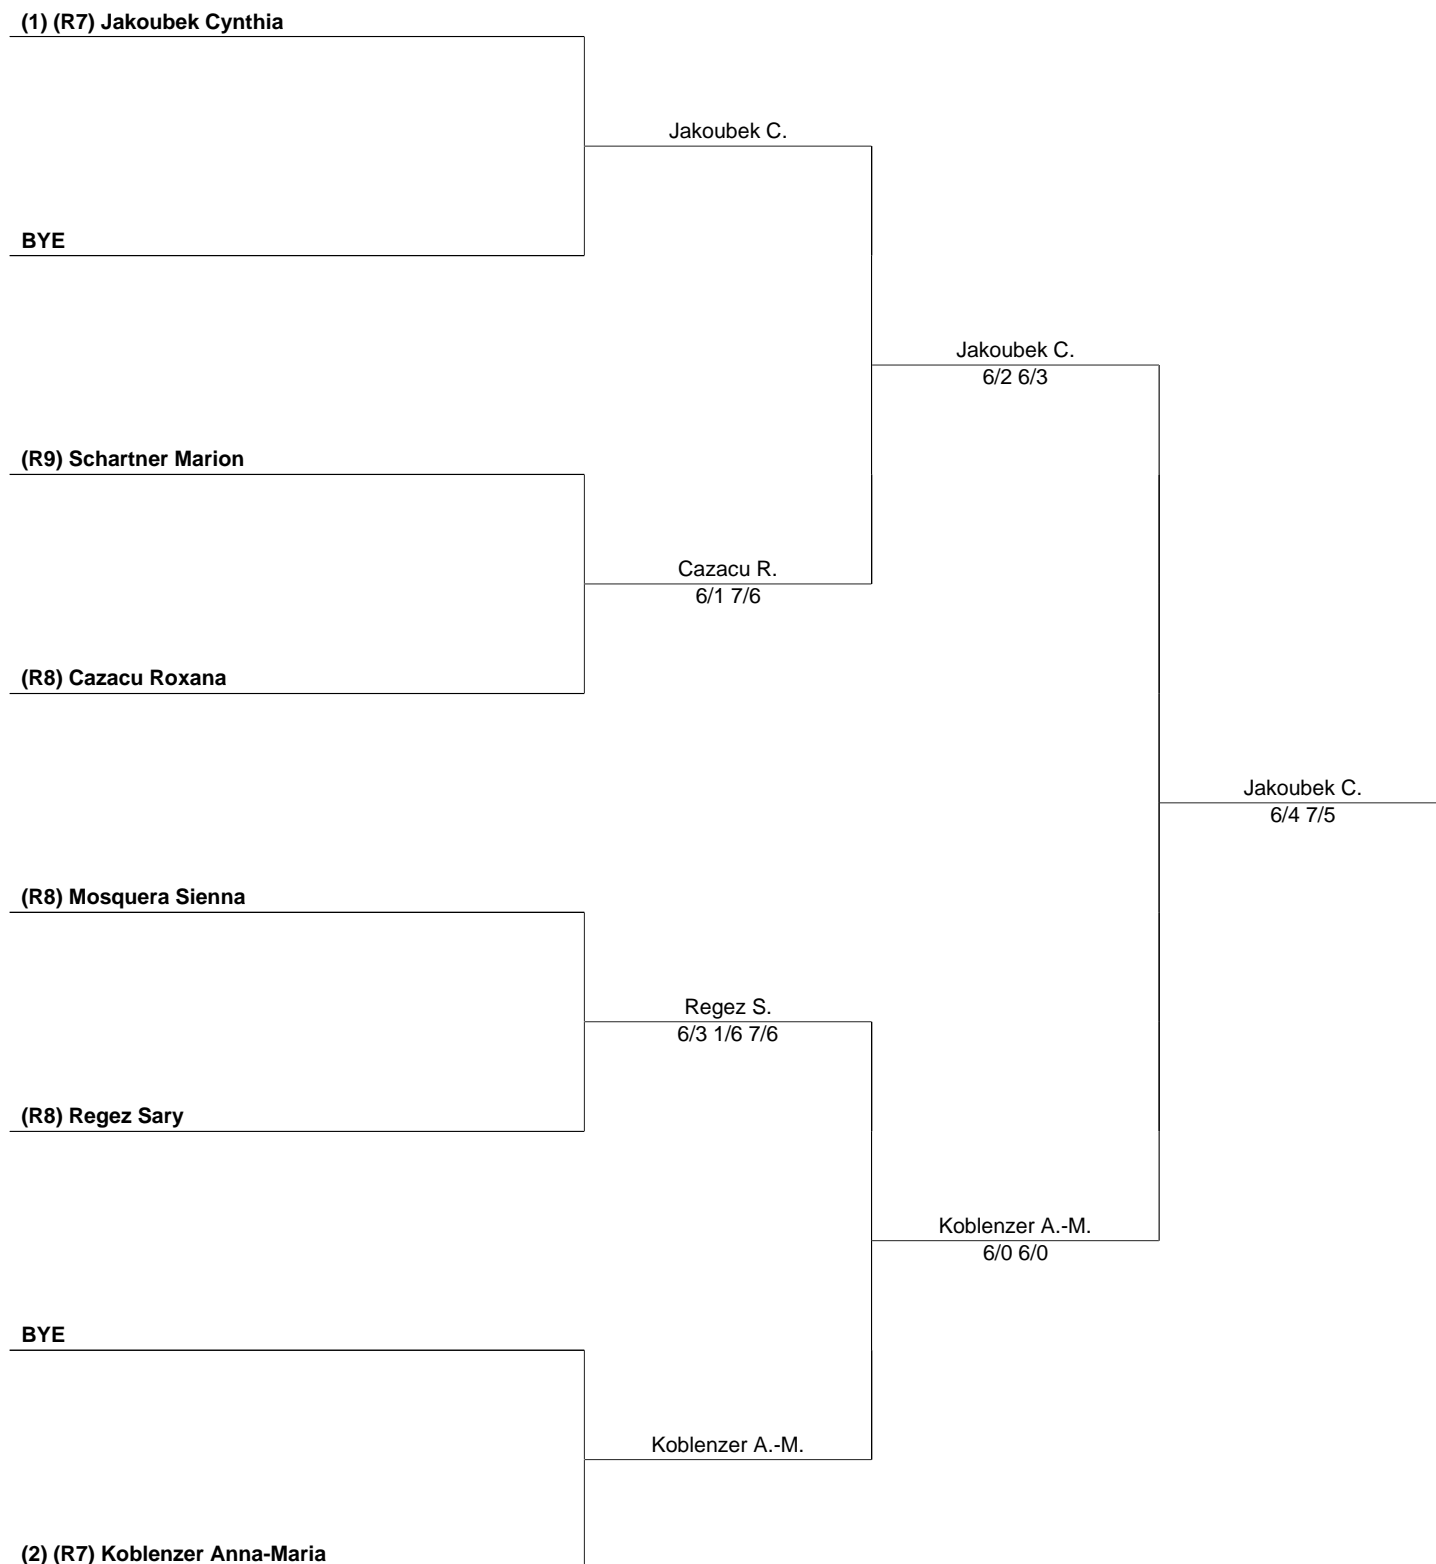 (1) (R7) Jakoubek Cynthia
Jakoubek C.
BYE
Jakoubek C.
6/2 6/3
(R9) Schartner Marion
Cazacu R.
6/1 7/6
(R8) Cazacu Roxana
Jakoubek C.
6/4 7/5
(R8) Mosquera Sienna
Regez S.
6/3 1/6 7/6
(R8) Regez Sary
Koblenzer A.-M.
6/0 6/0
BYE
Koblenzer A.-M.
(2) (R7) Koblenzer Anna-Maria